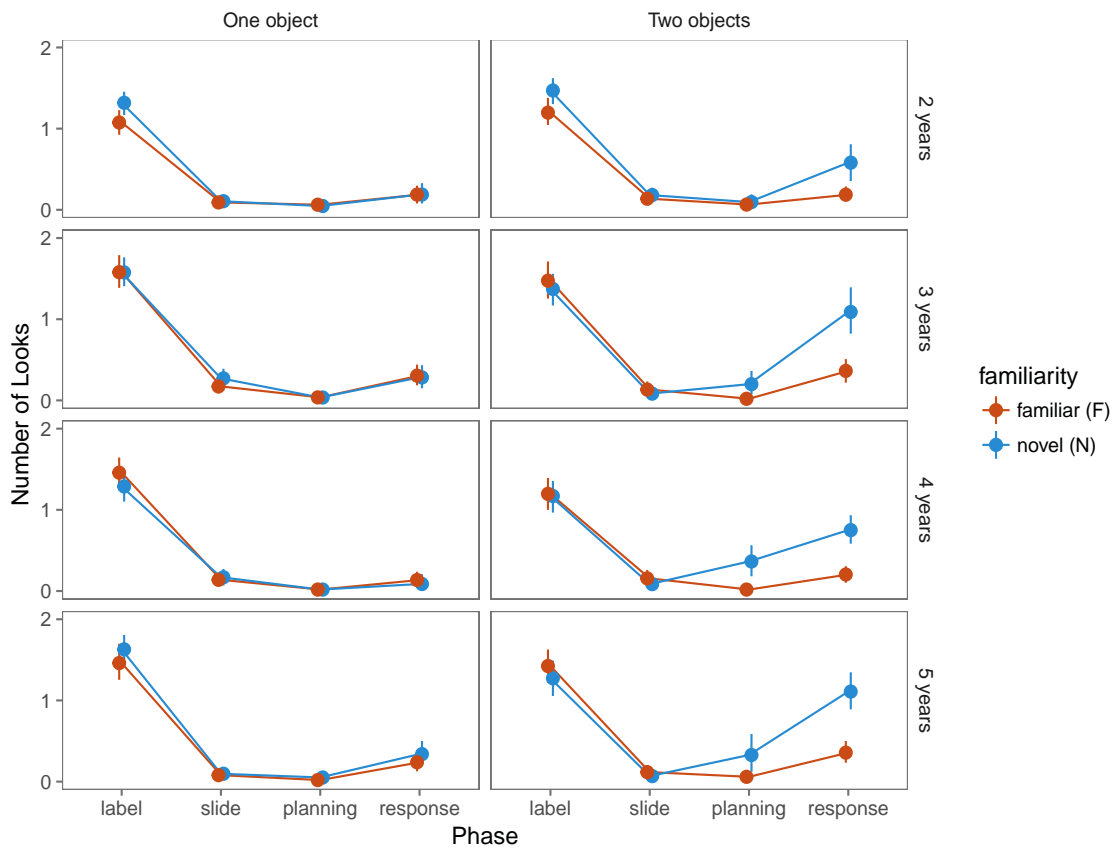 One object
Two objects
2
1
0
2 years
2
1
0
3 years
Number of Looks
familiarity
familiar (F)
novel (N)
2
1
0
4 years
2
1
0
5 years
label slide planning response label slide planning response
Phase